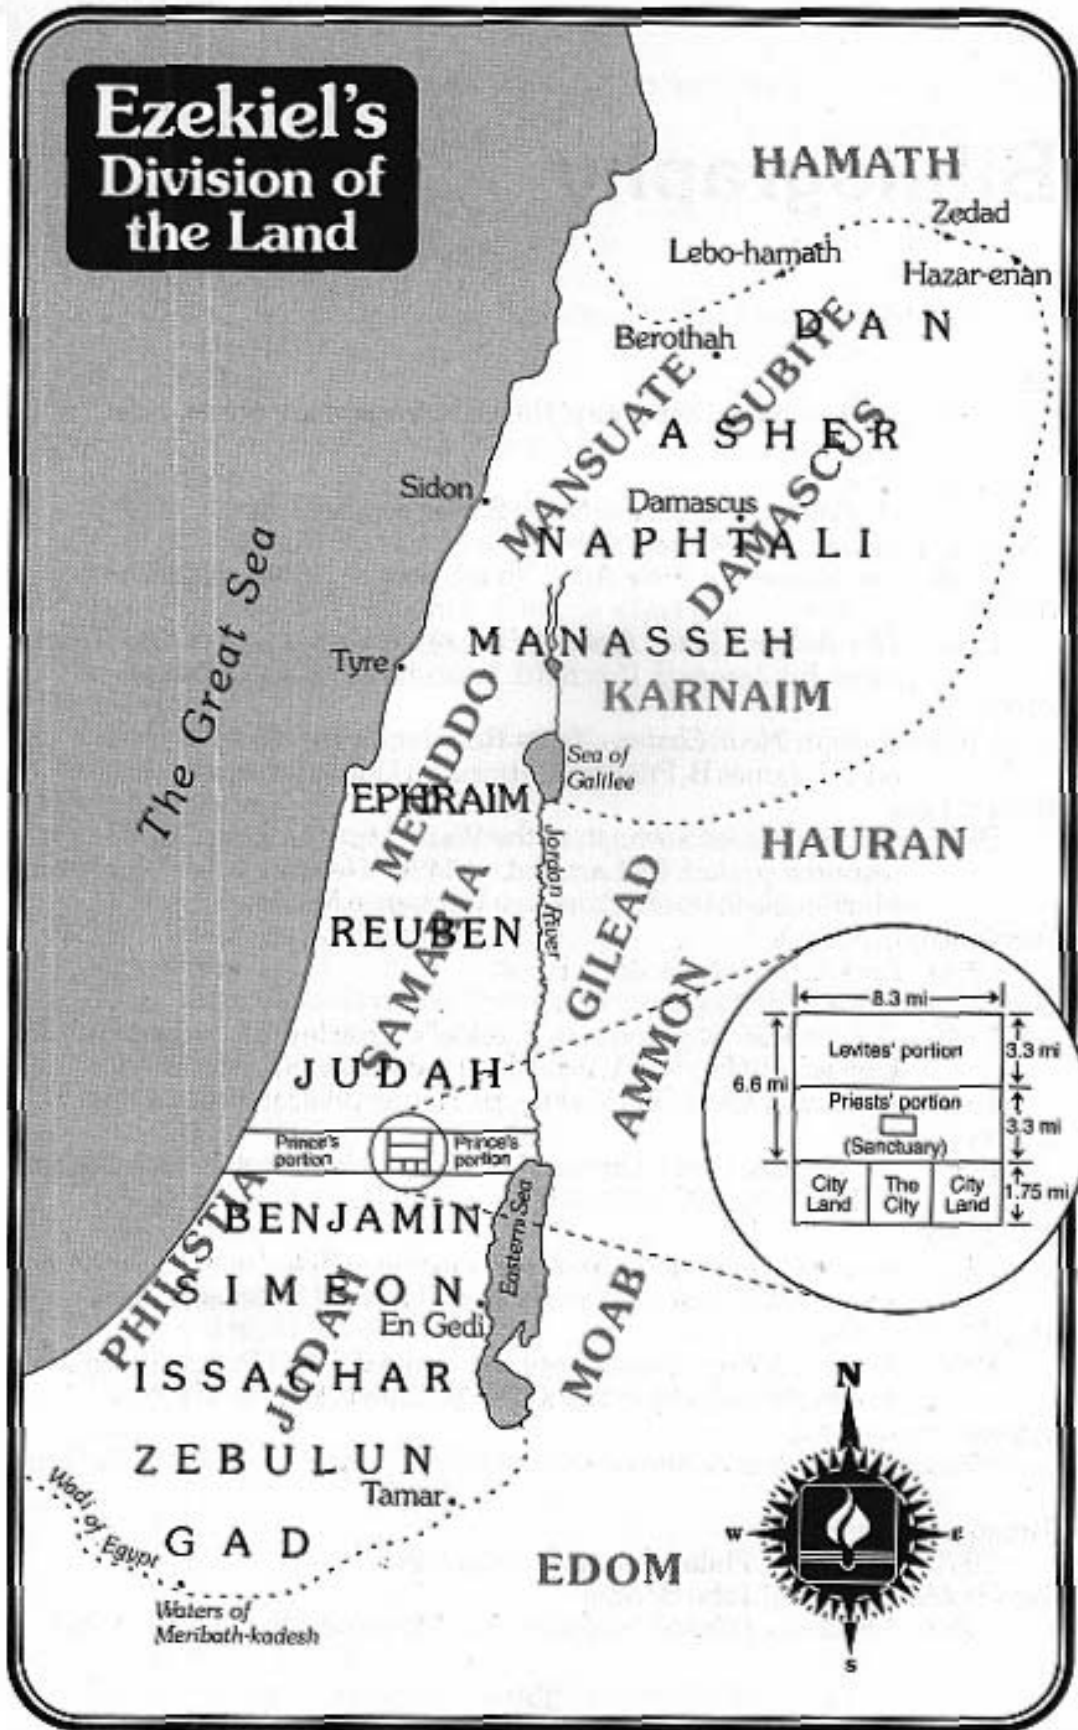 Ezekiel's
Division of
the Land
HAMATH
Zedad
Lebo-hamath
Hazar-enan
DAN
Berothah
SUBITE
MANSUATE
ASHER
DAMASCUS
Sidon
Damascus
NAPHTALI
The Great Sea
MANASSEH
Tyre
KARNAIM
MEGIDDO
Sea of
Galilee
EPHRAIM
HAURAN
Jordan River
GILEAD
SAMARIA
REUBEN
AMMON
8.3 mi
Levites' portion
3.3 mi
6.6 mi
Priests' portion
3.3 mi
(Sanctuary)
City
Land
The
City
City
Land
1.75 mi
JUDAH
Prince's
portion
Prince's
portion
PHILISTIA
BENJAMIN
Eastern Sea
SIMEON
En Gedi
MOAB
JUDAH
ISSACHAR
N
ZEBULUN
Tamar
Wadi of Egypt
GAD
W
E
EDOM
Waters of
Meribath-kadesh
S